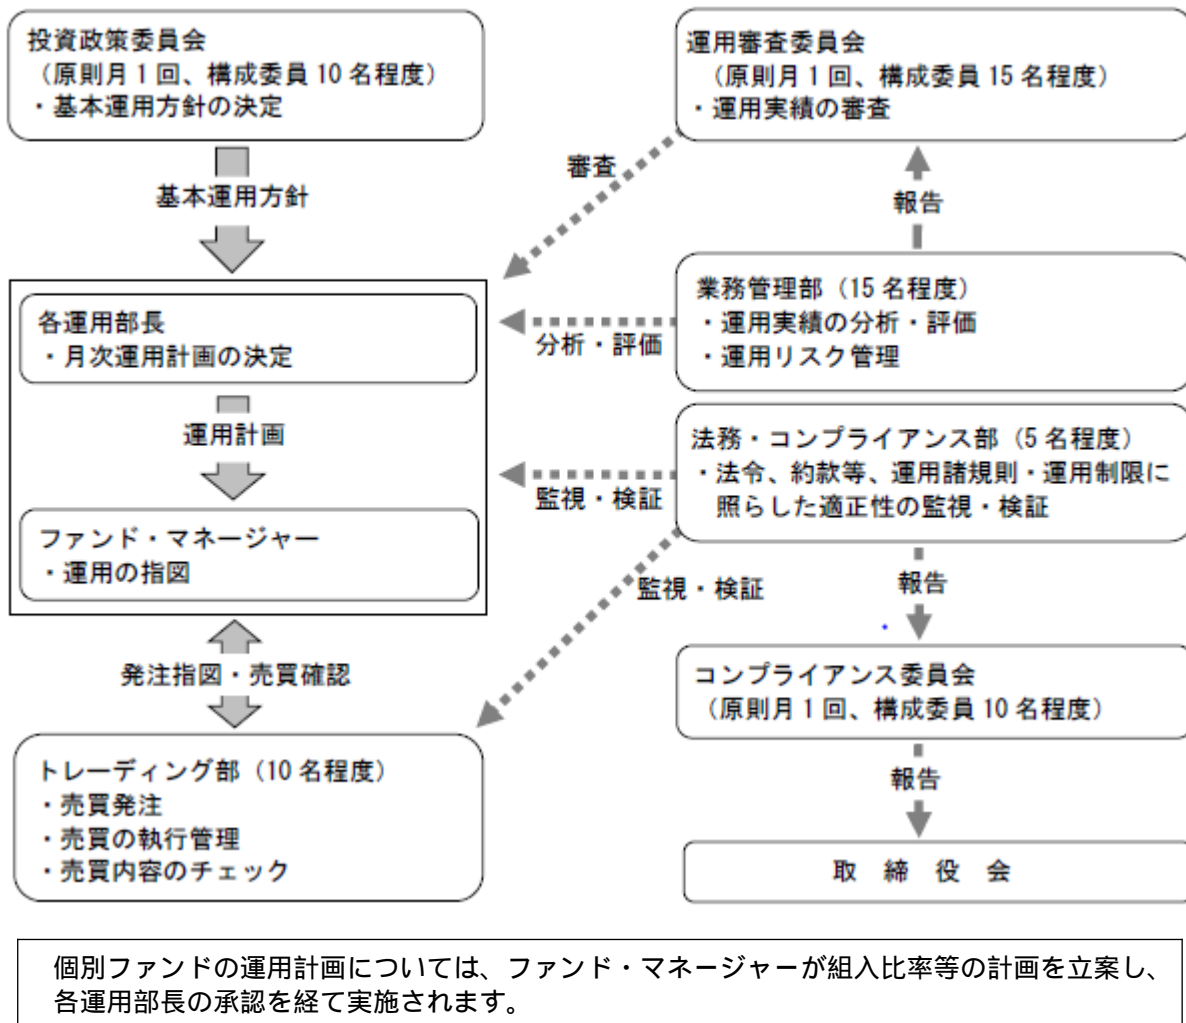 投資政策委員会
（原則月1回、構成委員10名程度）
・基本運用方針の決定
基本運用方針
各運用部長
・月次運用計画の決定
運用計画
ファンド・マネージャー
・運用の指図
発注指図・売買確認
トレーディング部（10名程度）
・売買発注
・売買の執行管理
・売買内容のチェック
運用審査委員会
（原則月1回、構成委員15名程度）
・運用実績の審査
審査
報告
業務管理部（15名程度）
・運用実績の分析・評価
・運用リスク管理
分析・評価
法務・コンプライアンス部（5名程度）
・法令、約款等、運用諸規則・運用制限に
照らした適正性の監視・検証
監視・検証
監視・検証
報告
コンプライアンス委員会
（原則月1回、構成委員10名程度）
報告
取　締　役　会
個別ファンドの運用計画については、ファンド・マネージャーが組入比率等の計画を立案し、
各運用部長の承認を経て実施されます。